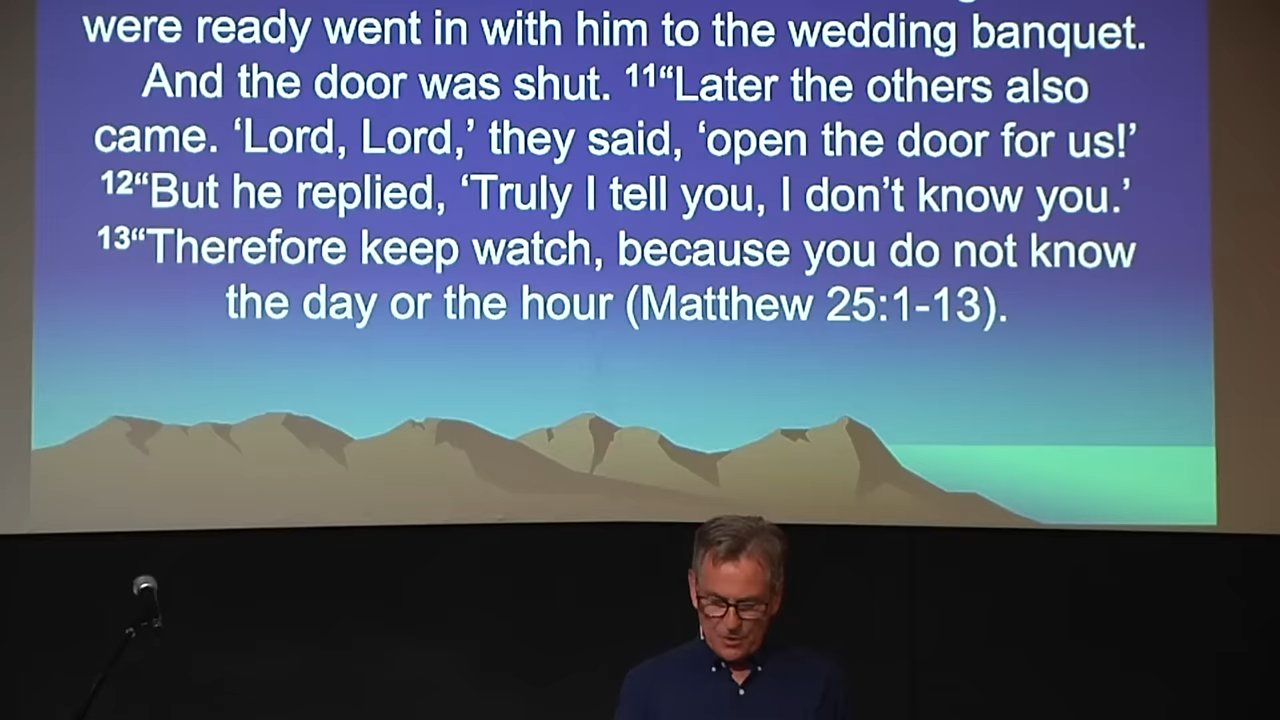 were ready went in with him to the wedding banquet.
And the door was shut. 11“Later the others also
came. ‘Lord, Lord,’ they said, ‘open the door for us!’
12“But he replied, ‘Truly I tell you, I don’t know you.’
13“Therefore keep watch, because you do not know
the day or the hour (Matthew 25:1-13).